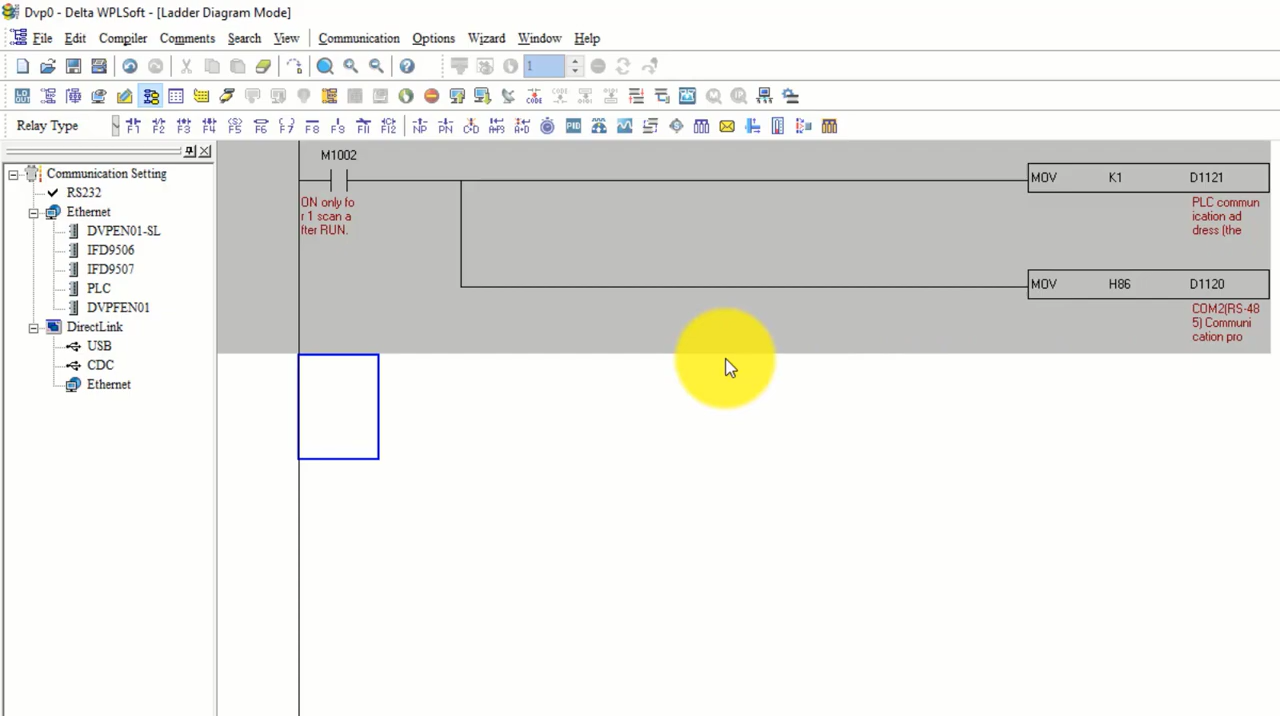 Dvp0 - Delta WPLSoft - [Ladder Diagram Mode]
File Edit Compiler Comments Search View Communication Options Wizard Window Help
1
Relay Type
Communication Setting
RS232
Ethernet
DVPEN01-SL
IFD9506
IFD9507
PLC
DVPFEN01
DirectLink
USB
CDC
Ethernet
M1002
ON only fo
r 1 scan a
fter RUN.
MOV K1 D1121
PLC commun
ication ad
dress (the
MOV H86 D1120
COM2(RS-48
5) Communi
cation pro